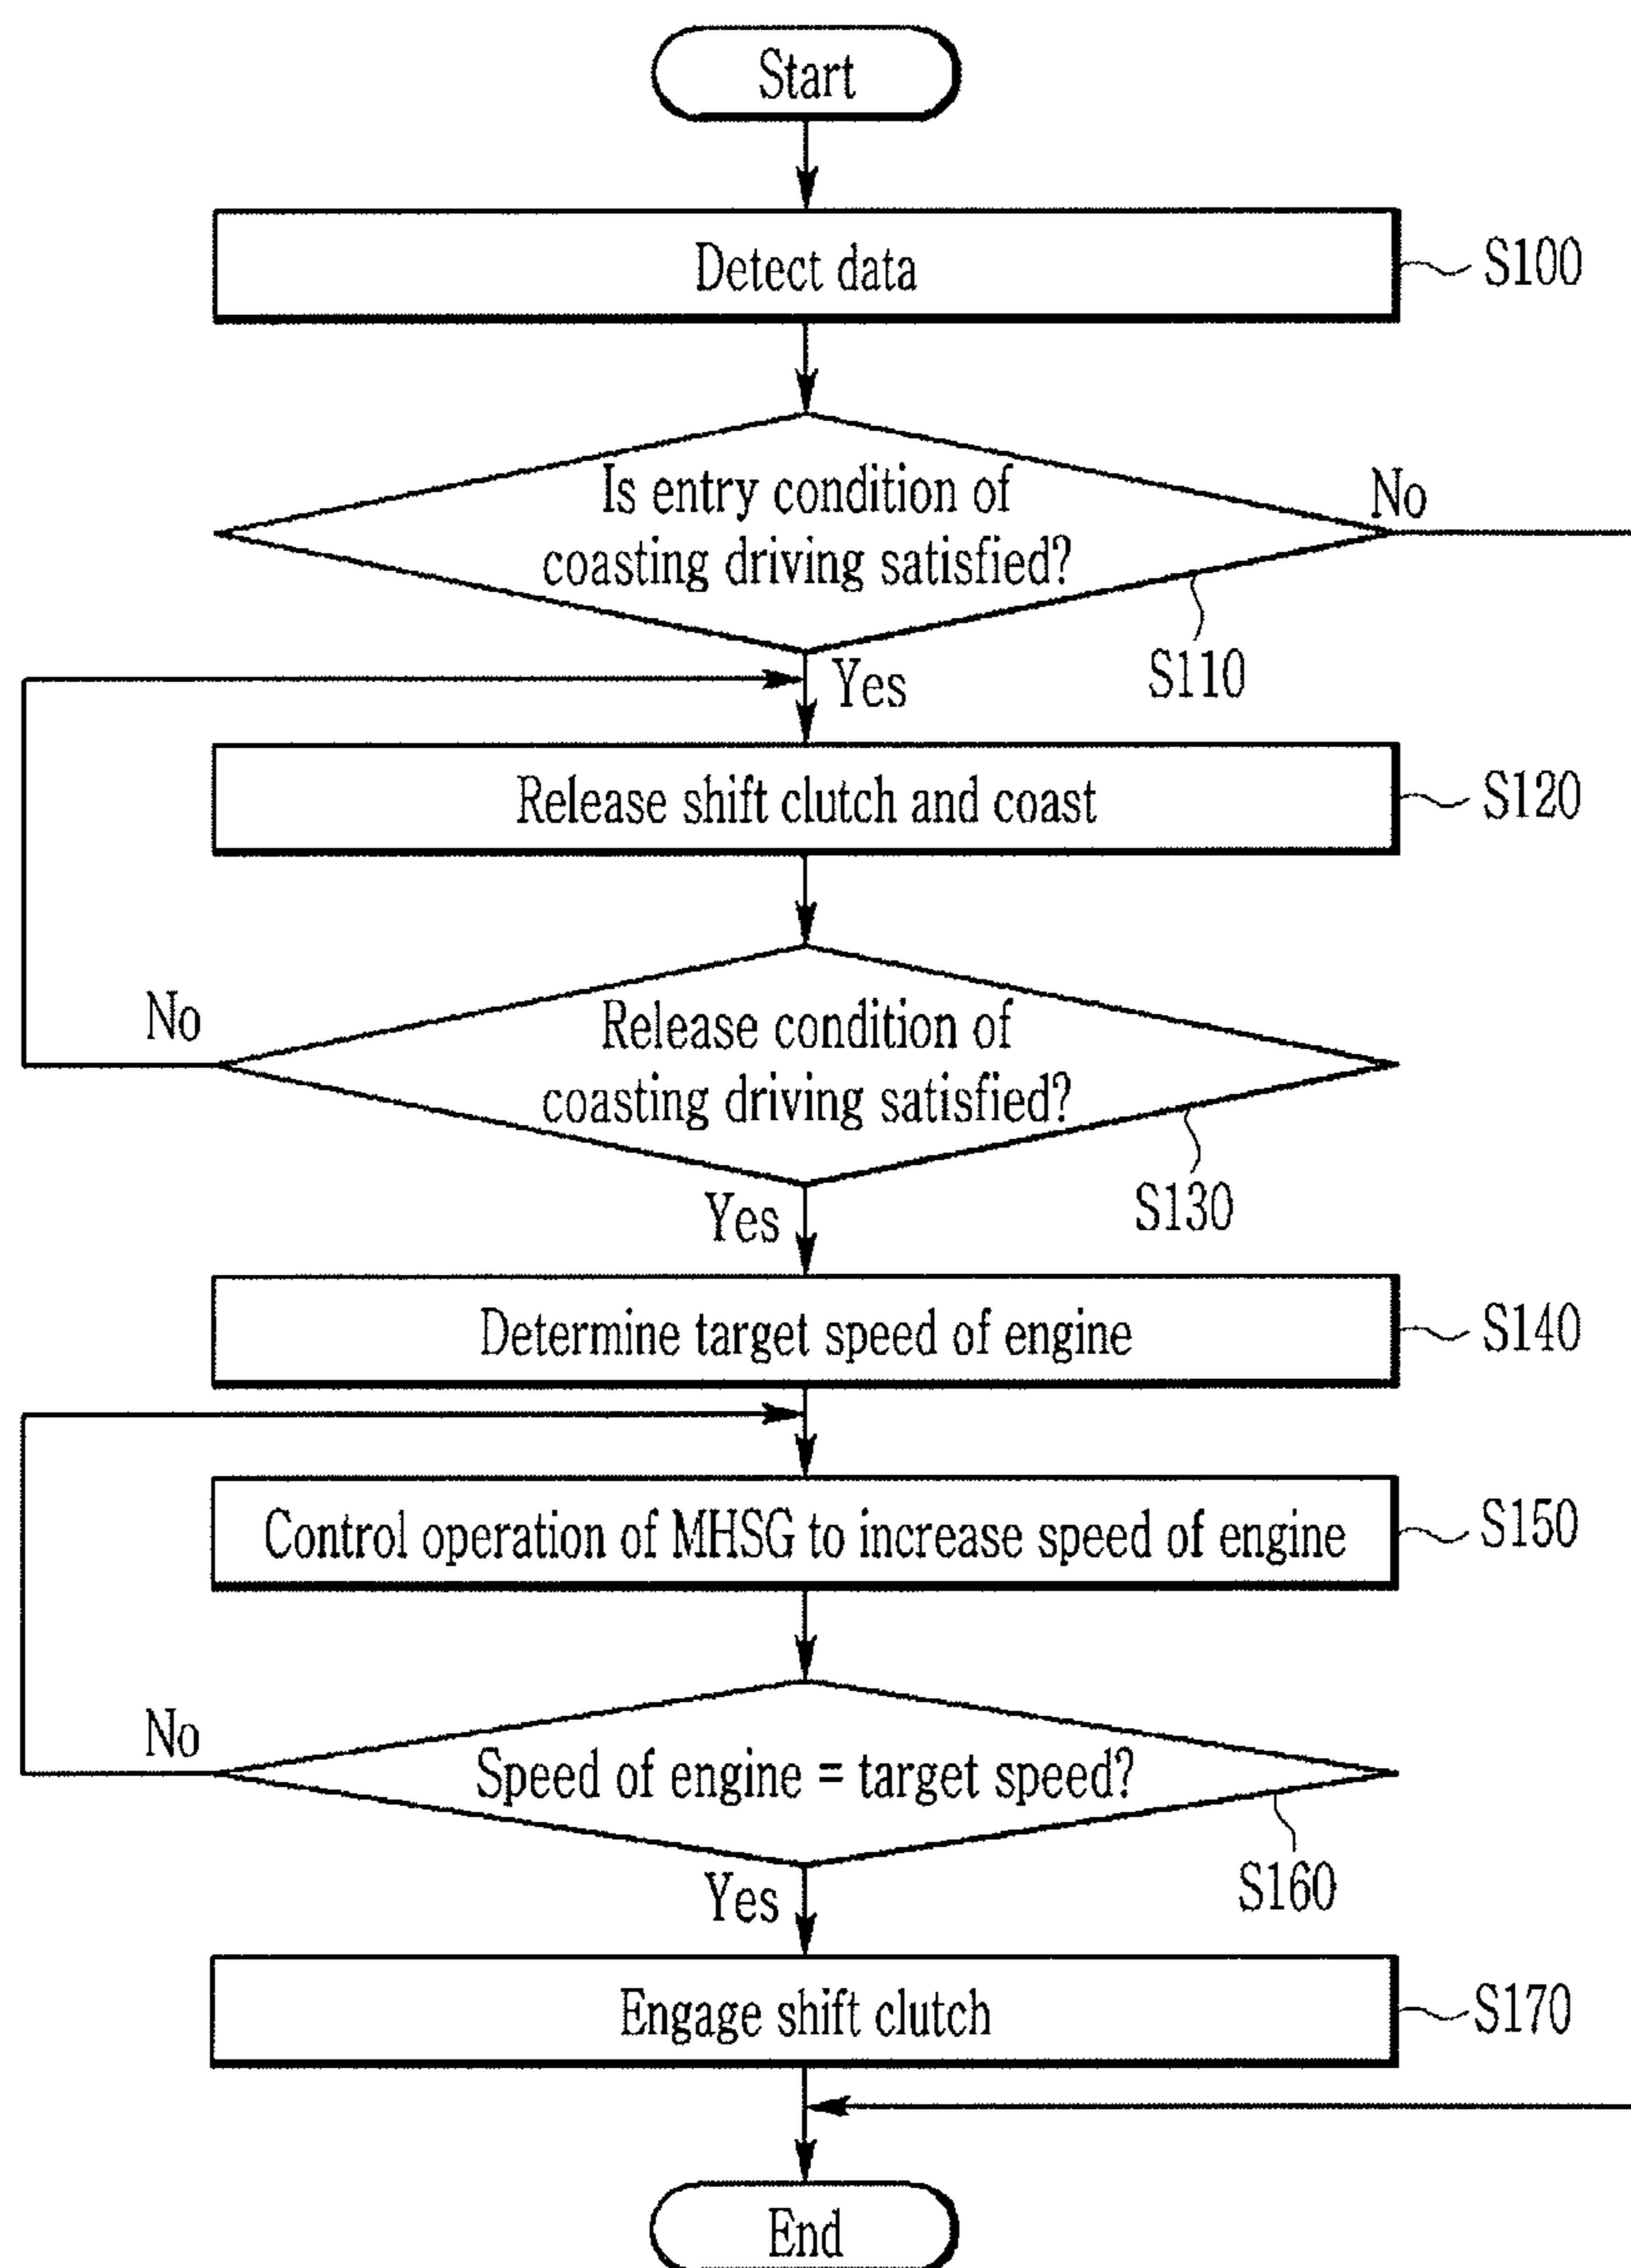 Start
Detect data
S100
Is entry condition of
coasting driving satisfied?
No
S110
Yes
Release shift clutch and coast
S120
Release condition of
coasting driving satisfied?
No
S130
Yes
Determine target speed of engine
S140
Control operation of MHSG to increase speed of engine
S150
Speed of engine = target speed?
No
S160
Yes
Engage shift clutch
S170
End